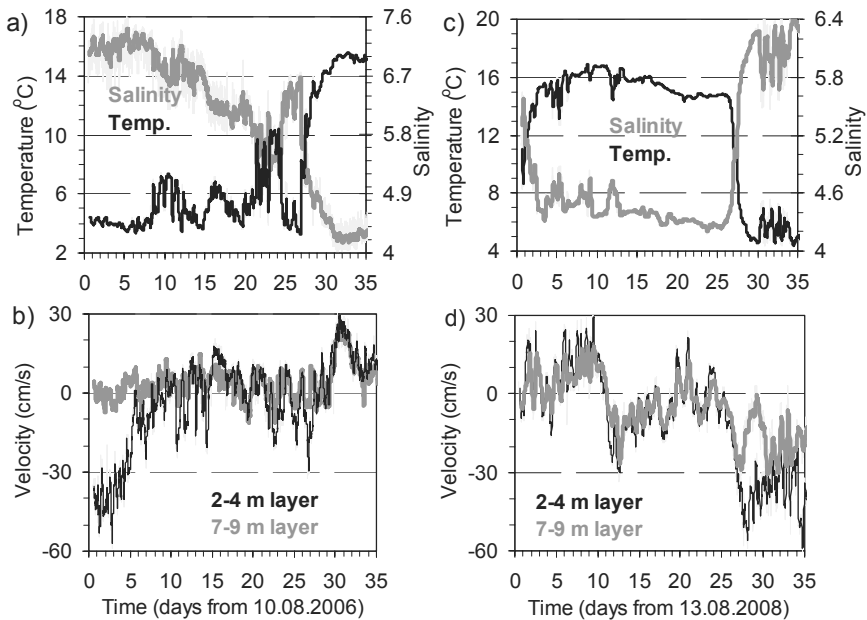 a)
Temperature (⁰C)
18
14
10
6
2
Salinity
Temp.
7.6
6.7
5.8
4.9
4
Salinity
0 5 10 15 20 25 30 35
c)
Temperature (⁰C)
20
16
12
8
4
Salinity
Temp.
6.4
5.8
5.2
4.6
4
Salinity
0 5 10 15 20 25 30 35
b)
Velocity (cm/s)
30
0
-30
-60
2-4 m layer
7-9 m layer
0 5 10 15 20 25 30 35
Time (days from 10.08.2006)
d)
Velocity (cm/s)
30
0
-30
-60
2-4 m layer
7-9 m layer
0 5 10 15 20 25 30 35
Time (days from 13.08.2008)